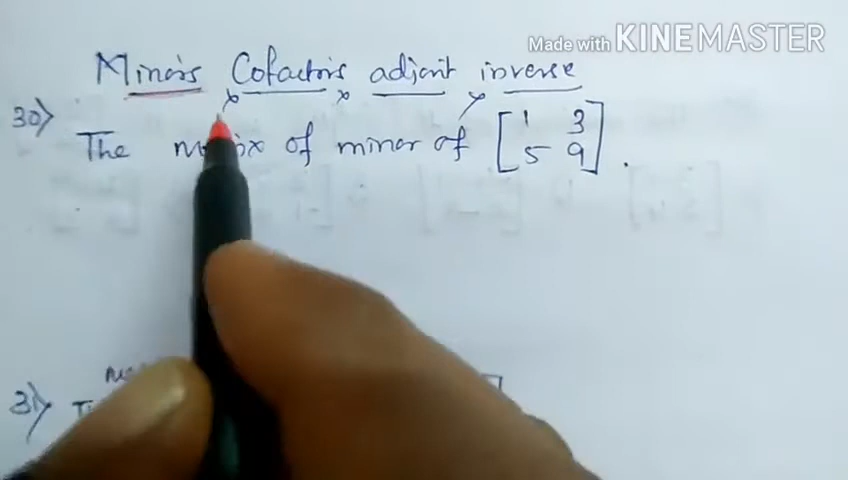 Made with KINEMASTER
Minors Cofactors adjoint inverse
30) The matrix of minor of [1 3
5 9].
31)